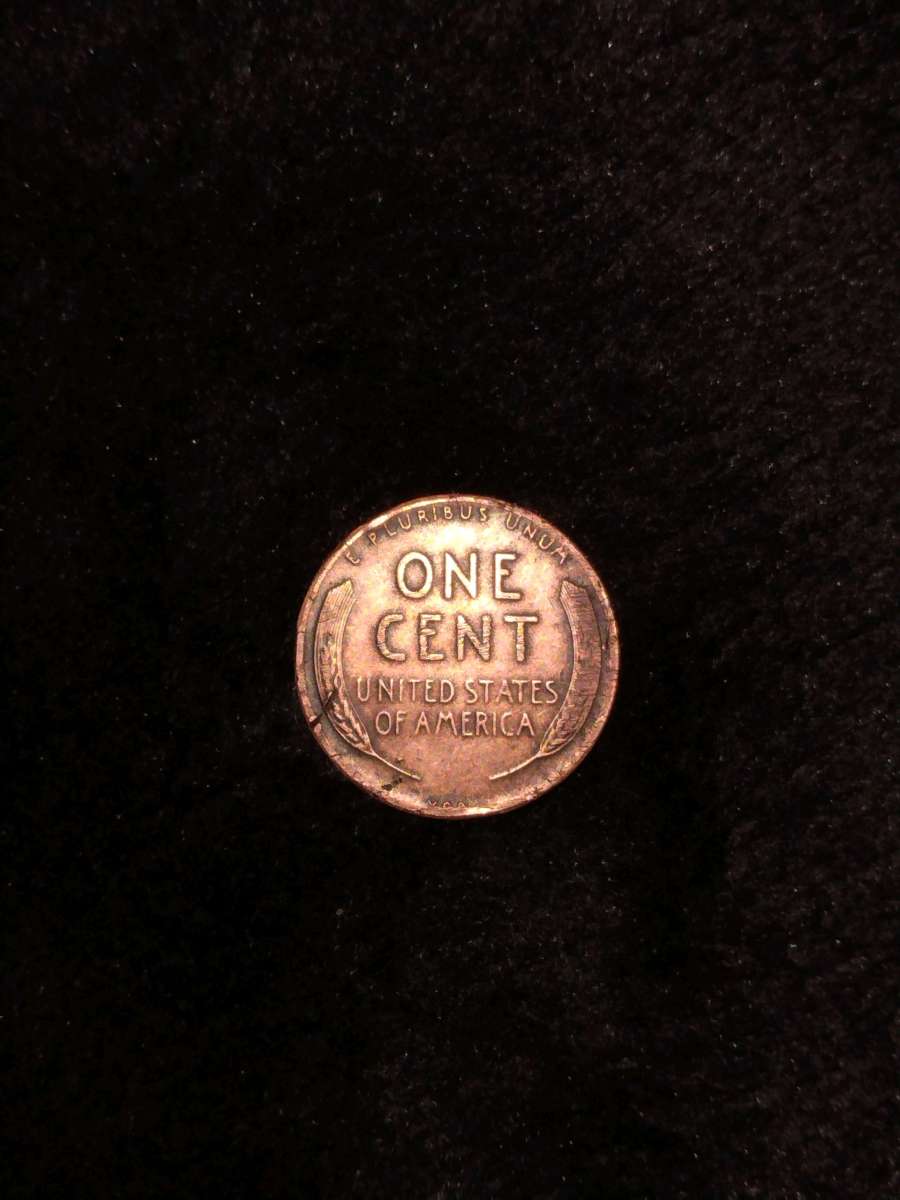 E PLURIBUS UNUM
ONE
CENT
UNITED STATES
OF AMERICA